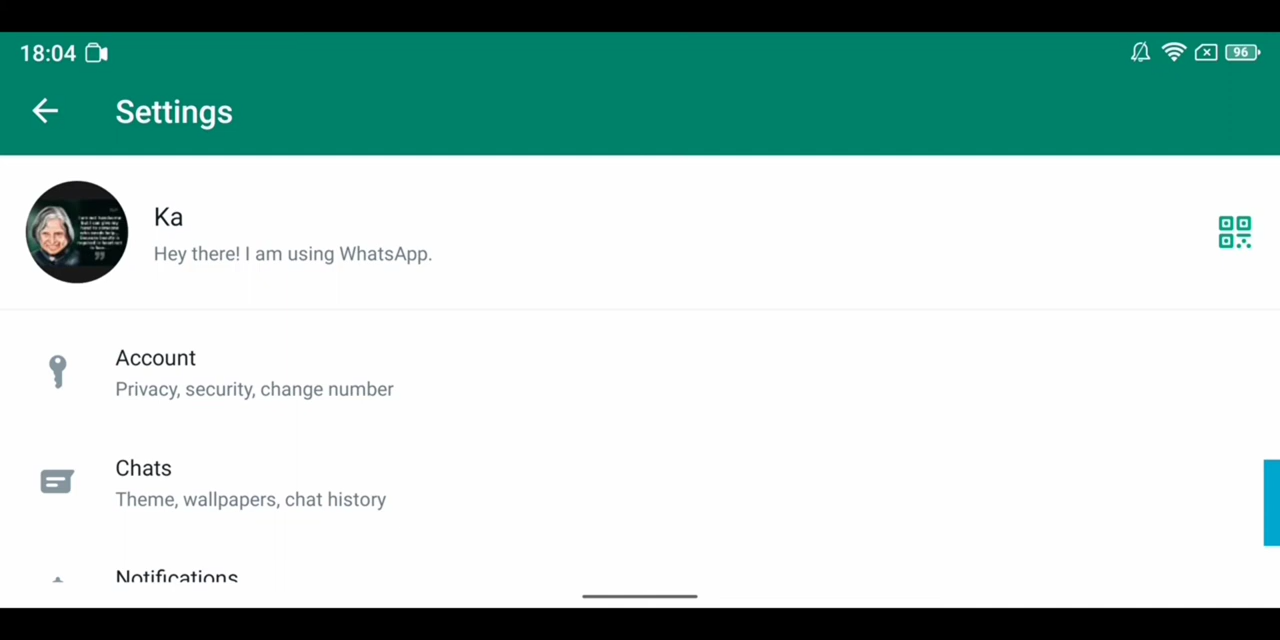 18:04
96
Settings
Ka
Hey there! I am using WhatsApp.
Account
Privacy, security, change number
Chats
Theme, wallpapers, chat history
Notifications